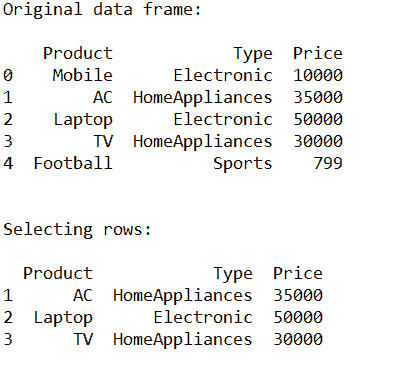 Original data frame:
Product Type Price
0 Mobile Electronic 10000
1 AC HomeAppliances 35000
2 Laptop Electronic 50000
3 TV HomeAppliances 30000
4 Football Sports 799
Selecting rows:
Product Type Price
1 AC HomeAppliances 35000
2 Laptop Electronic 50000
3 TV HomeAppliances 30000